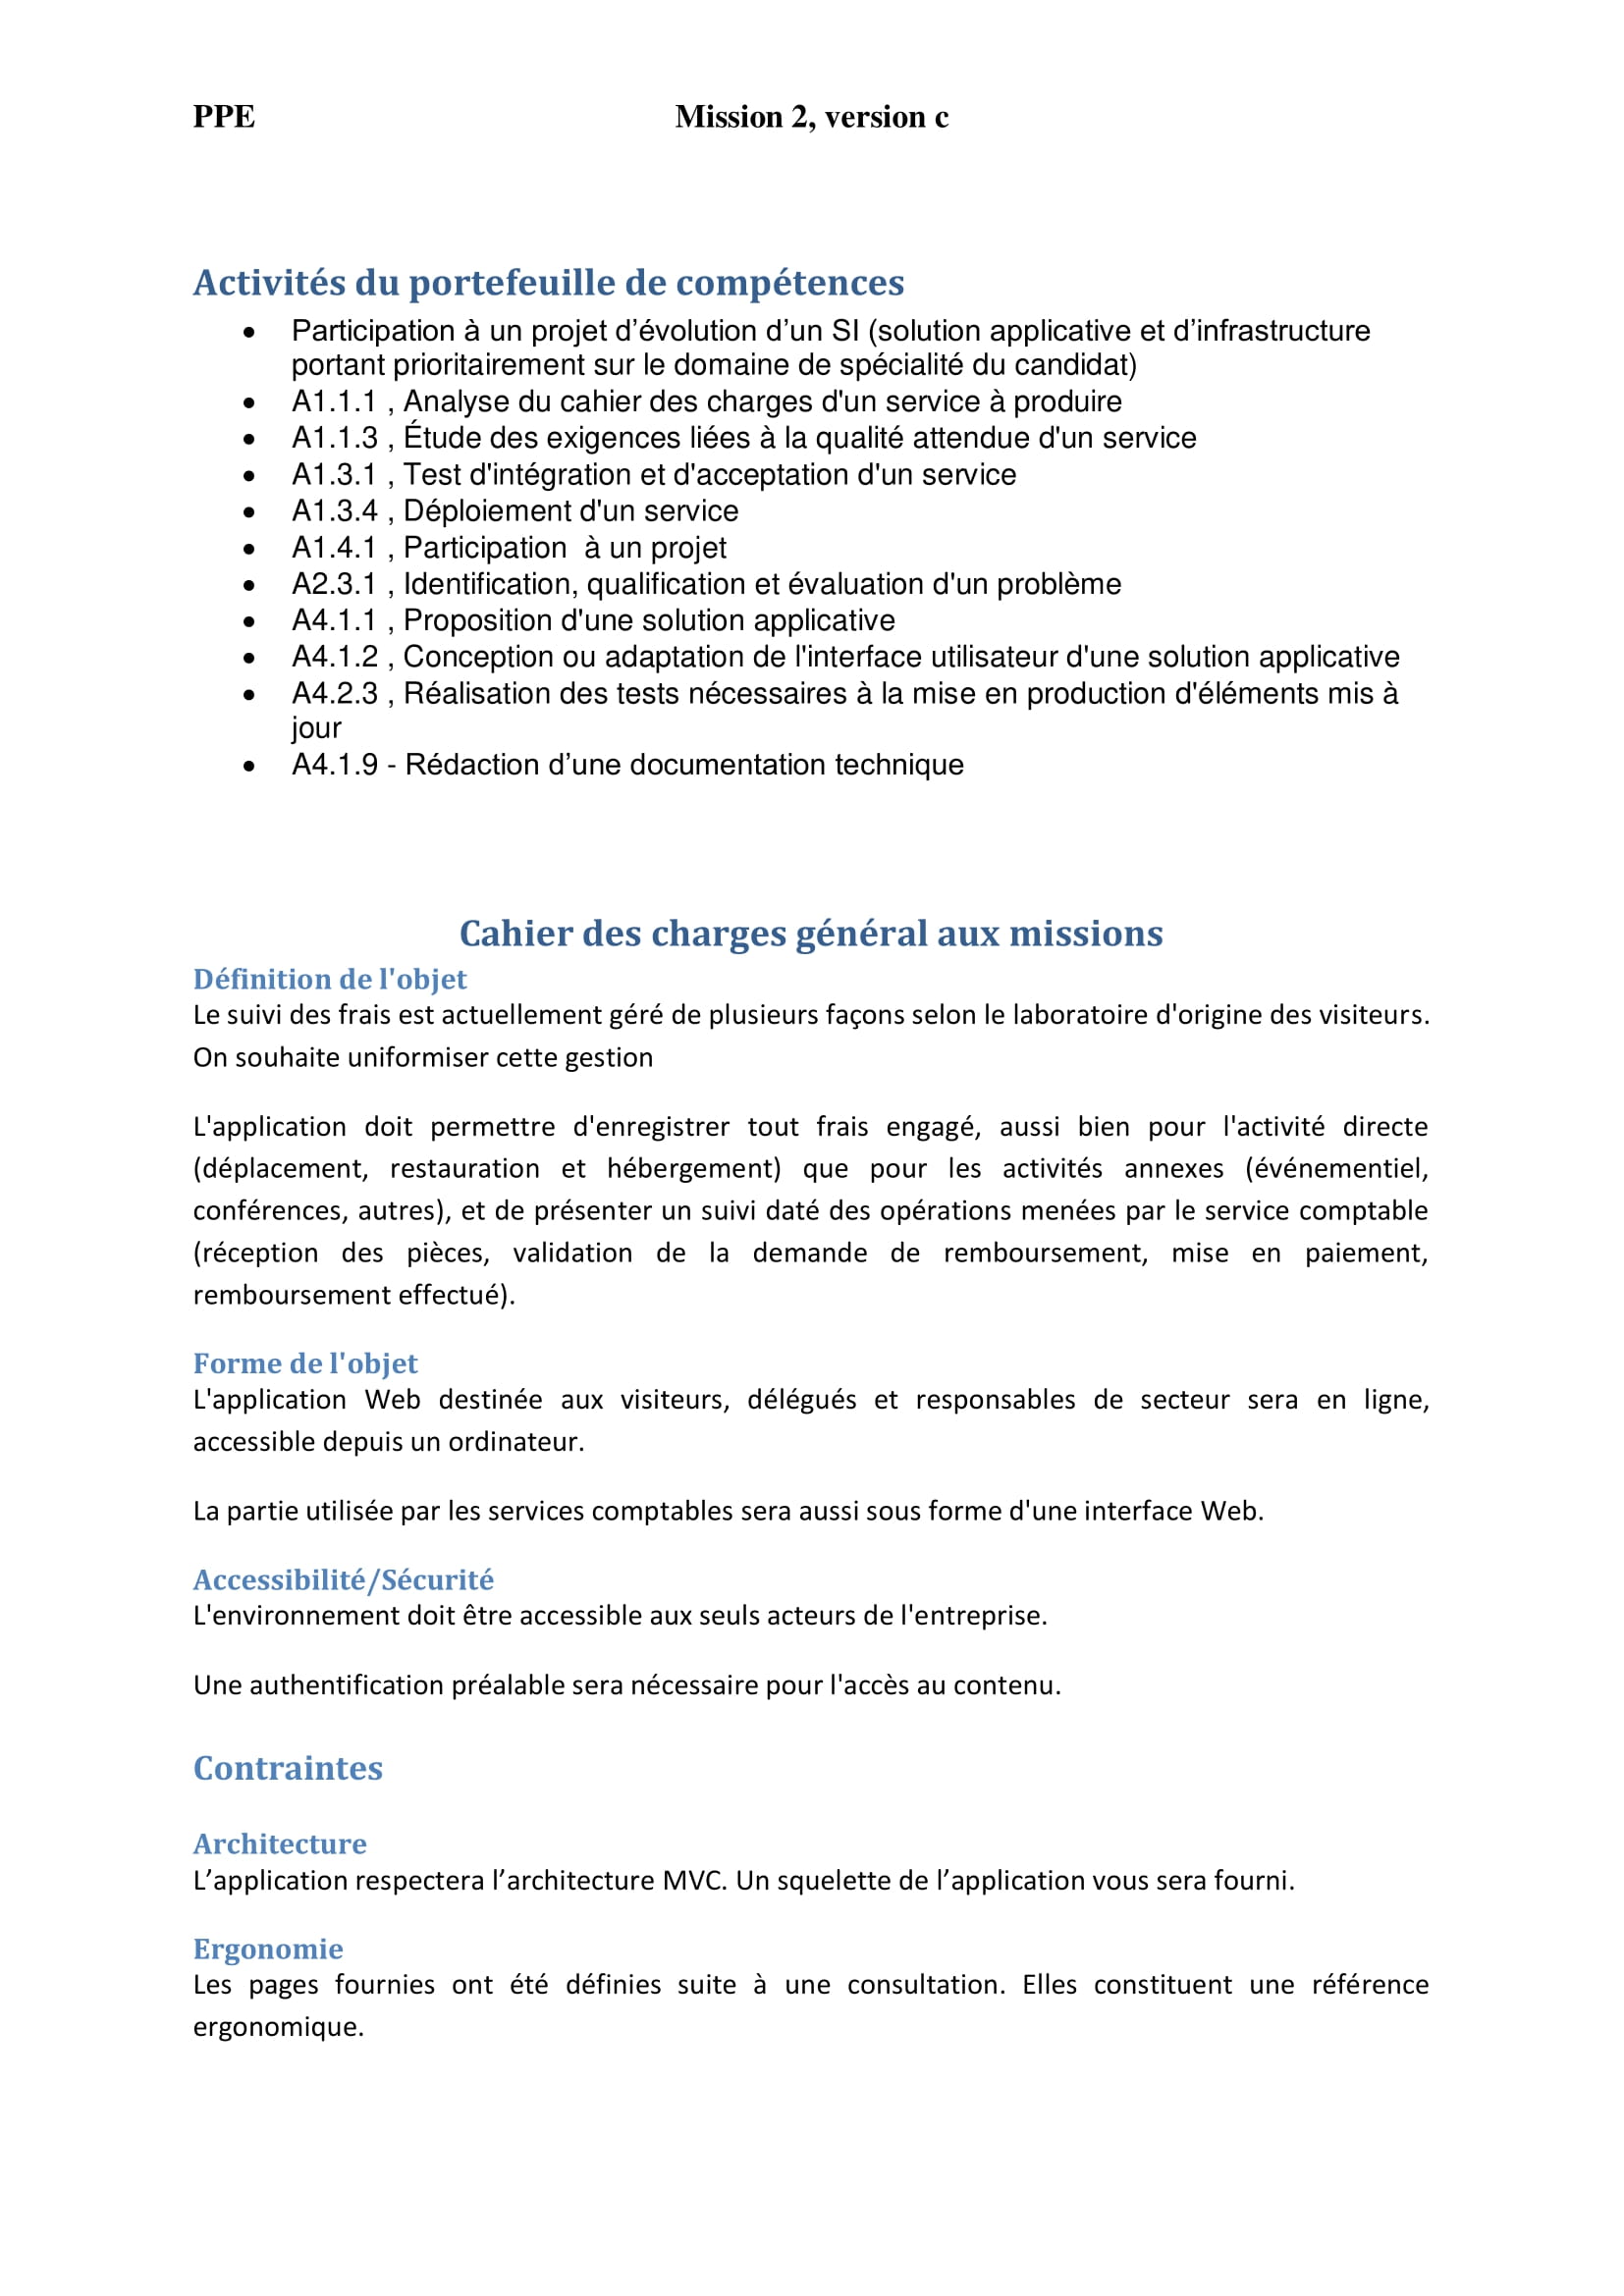 PPE Mission 2, version c
Activités du portefeuille de compétences
• Participation à un projet d’évolution d’un SI (solution applicative et d’infrastructure
portant prioritairement sur le domaine de spécialité du candidat)
• A1.1.1 , Analyse du cahier des charges d'un service à produire
• A1.1.3 , Étude des exigences liées à la qualité attendue d'un service
• A1.3.1 , Test d'intégration et d'acceptation d'un service
• A1.3.4 , Déploiement d'un service
• A1.4.1 , Participation  à un projet
• A2.3.1 , Identification, qualification et évaluation d'un problème
• A4.1.1 , Proposition d'une solution applicative
• A4.1.2 , Conception ou adaptation de l'interface utilisateur d'une solution applicative
• A4.2.3 , Réalisation des tests nécessaires à la mise en production d'éléments mis à
jour
• A4.1.9 - Rédaction d’une documentation technique
Cahier des charges général aux missions
Définition de l'objet
Le suivi des frais est actuellement géré de plusieurs façons selon le laboratoire d'origine des visiteurs.
On souhaite uniformiser cette gestion
L'application doit permettre d'enregistrer tout frais engagé, aussi bien pour l'activité directe
(déplacement, restauration et hébergement) que pour les activités annexes (événementiel,
conférences, autres), et de présenter un suivi daté des opérations menées par le service comptable
(réception des pièces, validation de la demande de remboursement, mise en paiement,
remboursement effectué).
Forme de l'objet
L'application Web destinée aux visiteurs, délégués et responsables de secteur sera en ligne,
accessible depuis un ordinateur.
La partie utilisée par les services comptables sera aussi sous forme d'une interface Web.
Accessibilité/Sécurité
L'environnement doit être accessible aux seuls acteurs de l'entreprise.
Une authentification préalable sera nécessaire pour l'accès au contenu.
Contraintes
Architecture
L’application respectera l’architecture MVC. Un squelette de l’application vous sera fourni.
Ergonomie
Les pages fournies ont été définies suite à une consultation. Elles constituent une référence
ergonomique.